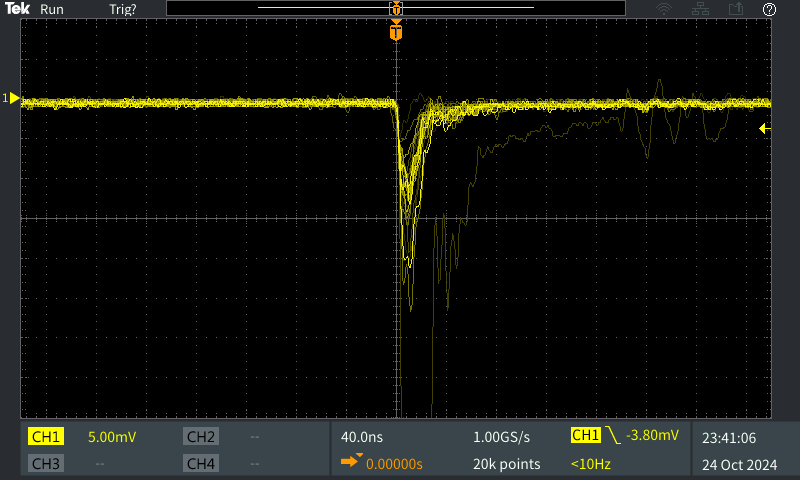 Tek Run Trig? T ?
T
1
CH1 5.00mV CH2 -- 40.0ns 1.00GS/s CH1 -3.80mV 23:41:06
CH3 -- CH4 -- 0.00000s 20k points <10Hz 24 Oct 2024